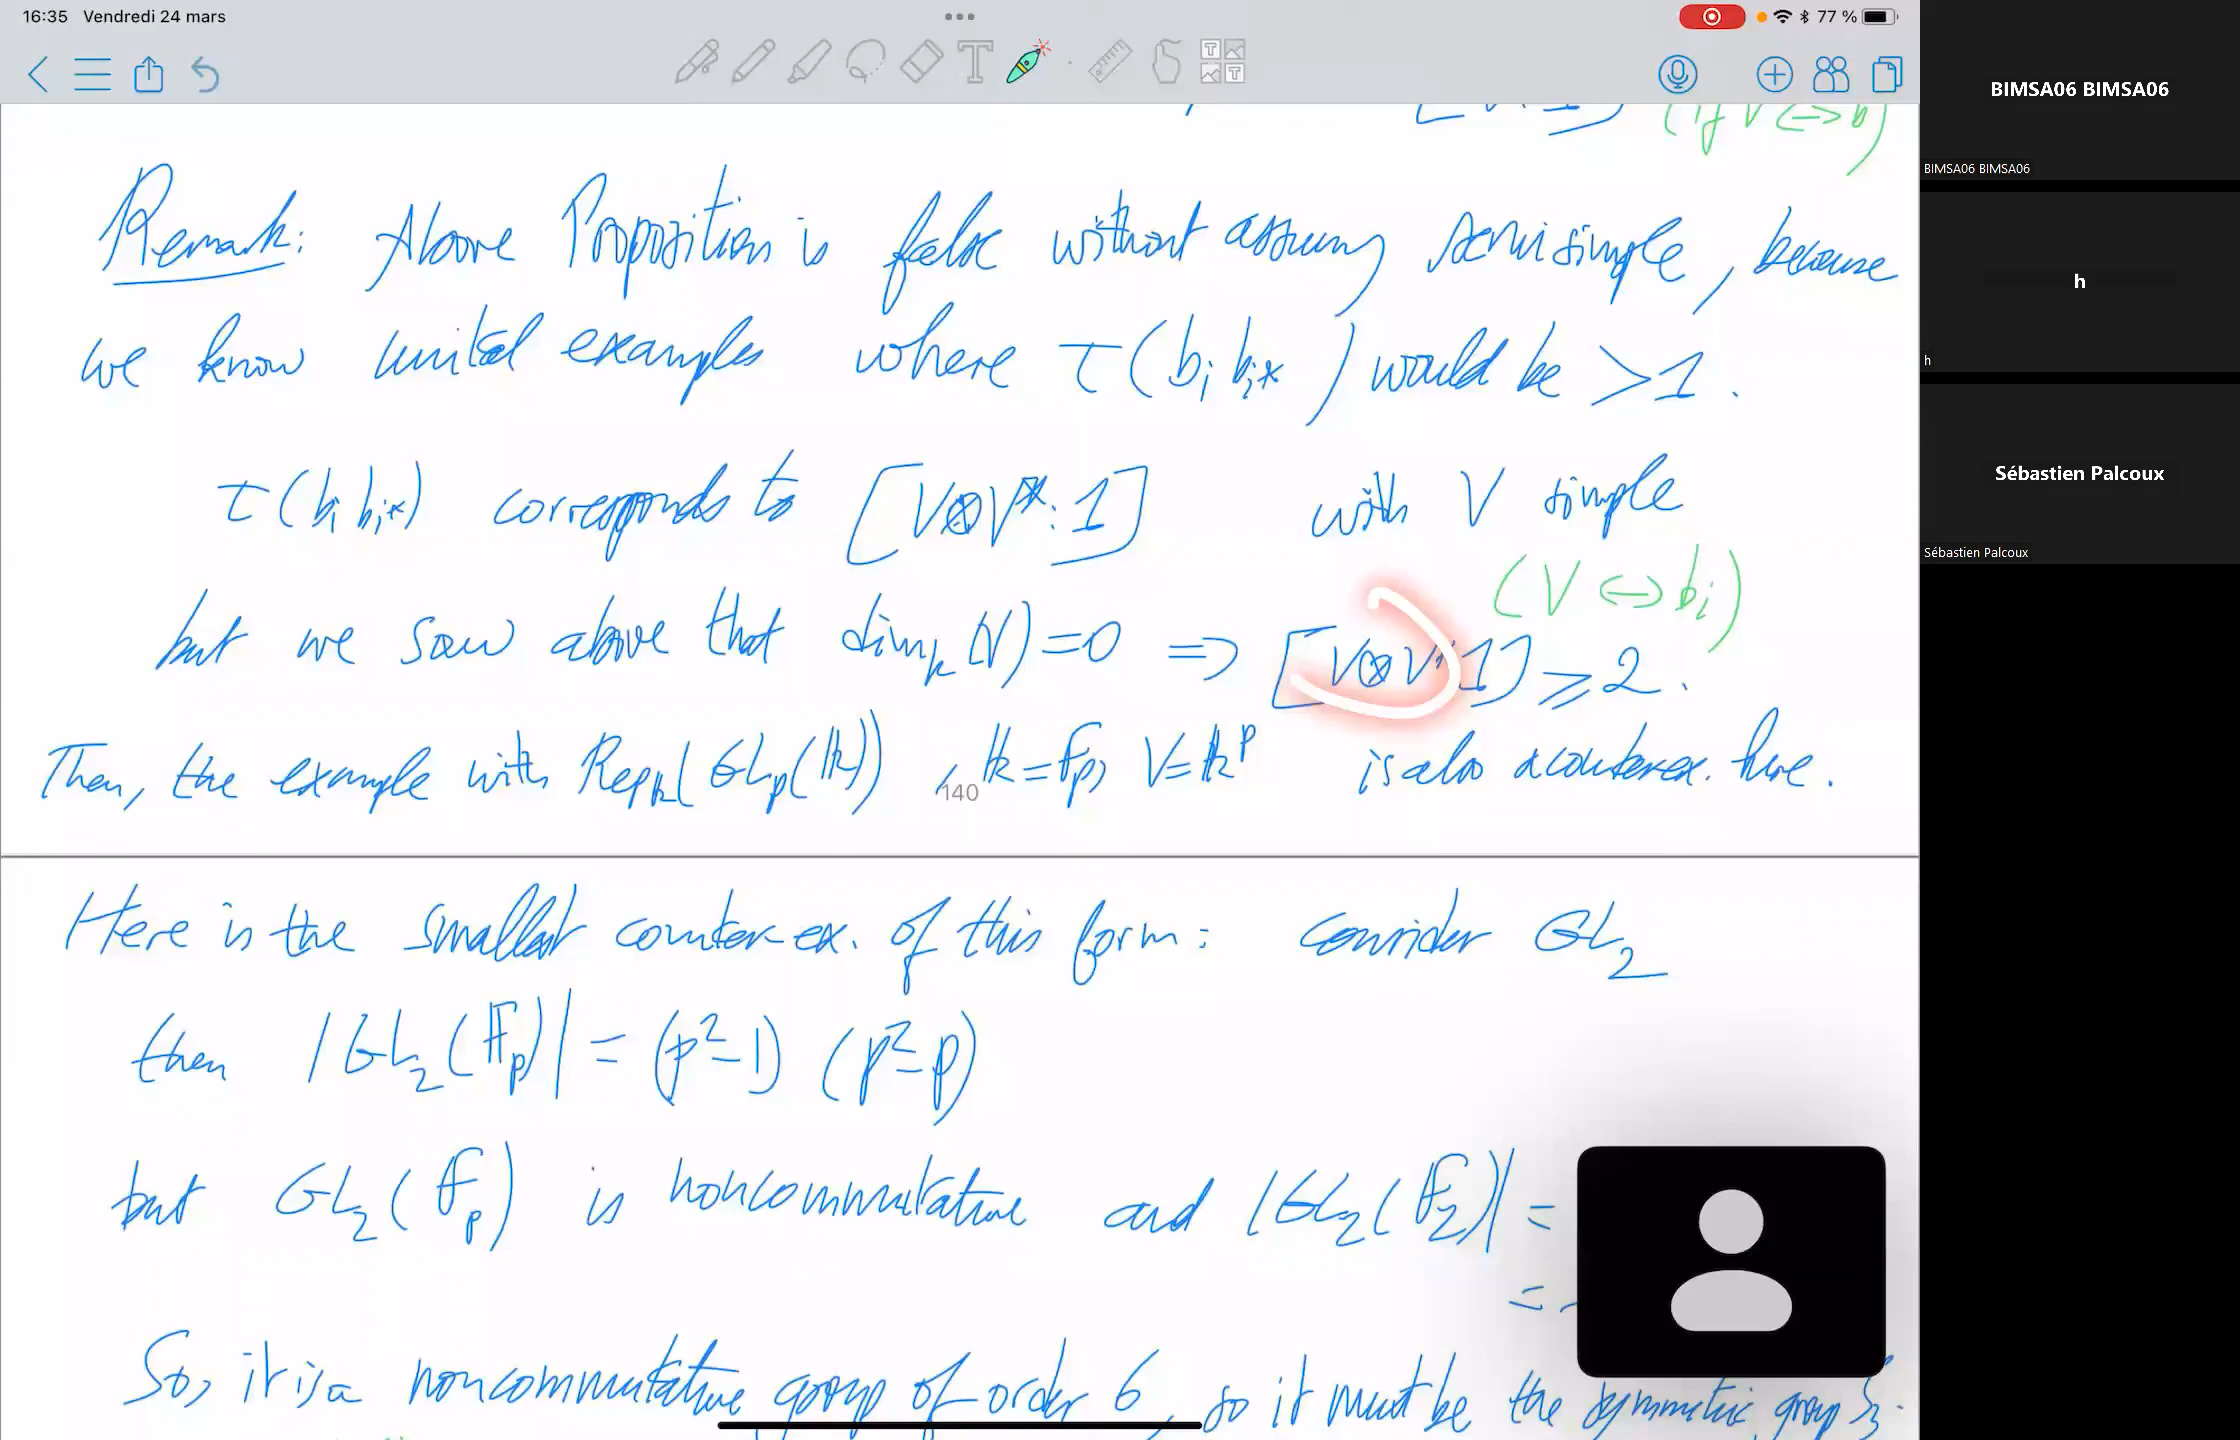 16:35 Vendredi 24 mars
77 %
BIMSA06 BIMSA06
BIMSA06 BIMSA06
h
h
Sébastien Palcoux
Sébastien Palcoux
(if V <-> b)
Remark: Above Proposition is false without assuming semisimple, because
we know unital examples where τ(bᵢ bᵢ*) would be >1.
τ(bᵢ bᵢ*) corresponds to [V⊗V*:1] with V simple
(V <-> bᵢ)
but we saw above that dimₖ(V)=0 => [V⊗V*:1] ≥ 2.
Then, the example with Repₖ(GLₚ(k)), k=Fₚ, V=kᵖ is also a counterex. here.
140
Here is the smallest counter-ex. of this form: consider GL₂
then |GL₂(Fₚ)| = (p²-1) (p²-p)
but GL₂(Fₚ) is noncommutative and |GL₂(F₂)| =
=
So, it is a noncommutative group of order 6, so it must be the symmetric group S₃.